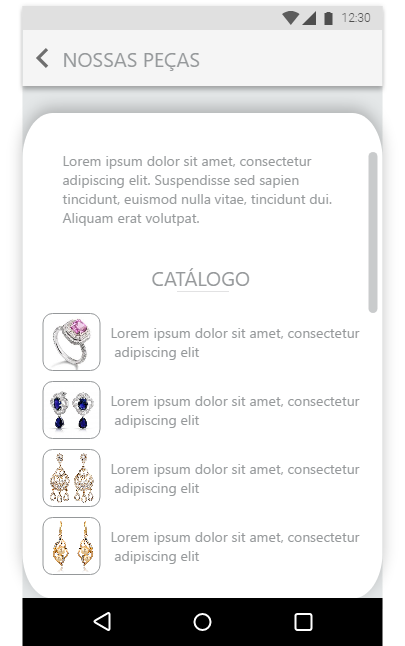 12:30
NOSSAS PEÇAS
Lorem ipsum dolor sit amet, consectetur
adipiscing elit. Suspendisse sed sapien
tincidunt, euismod nulla vitae, tincidunt dui.
Aliquam erat volutpat.
CATÁLOGO
Lorem ipsum dolor sit amet, consectetur
adipiscing elit
Lorem ipsum dolor sit amet, consectetur
adipiscing elit
Lorem ipsum dolor sit amet, consectetur
adipiscing elit
Lorem ipsum dolor sit amet, consectetur
adipiscing elit